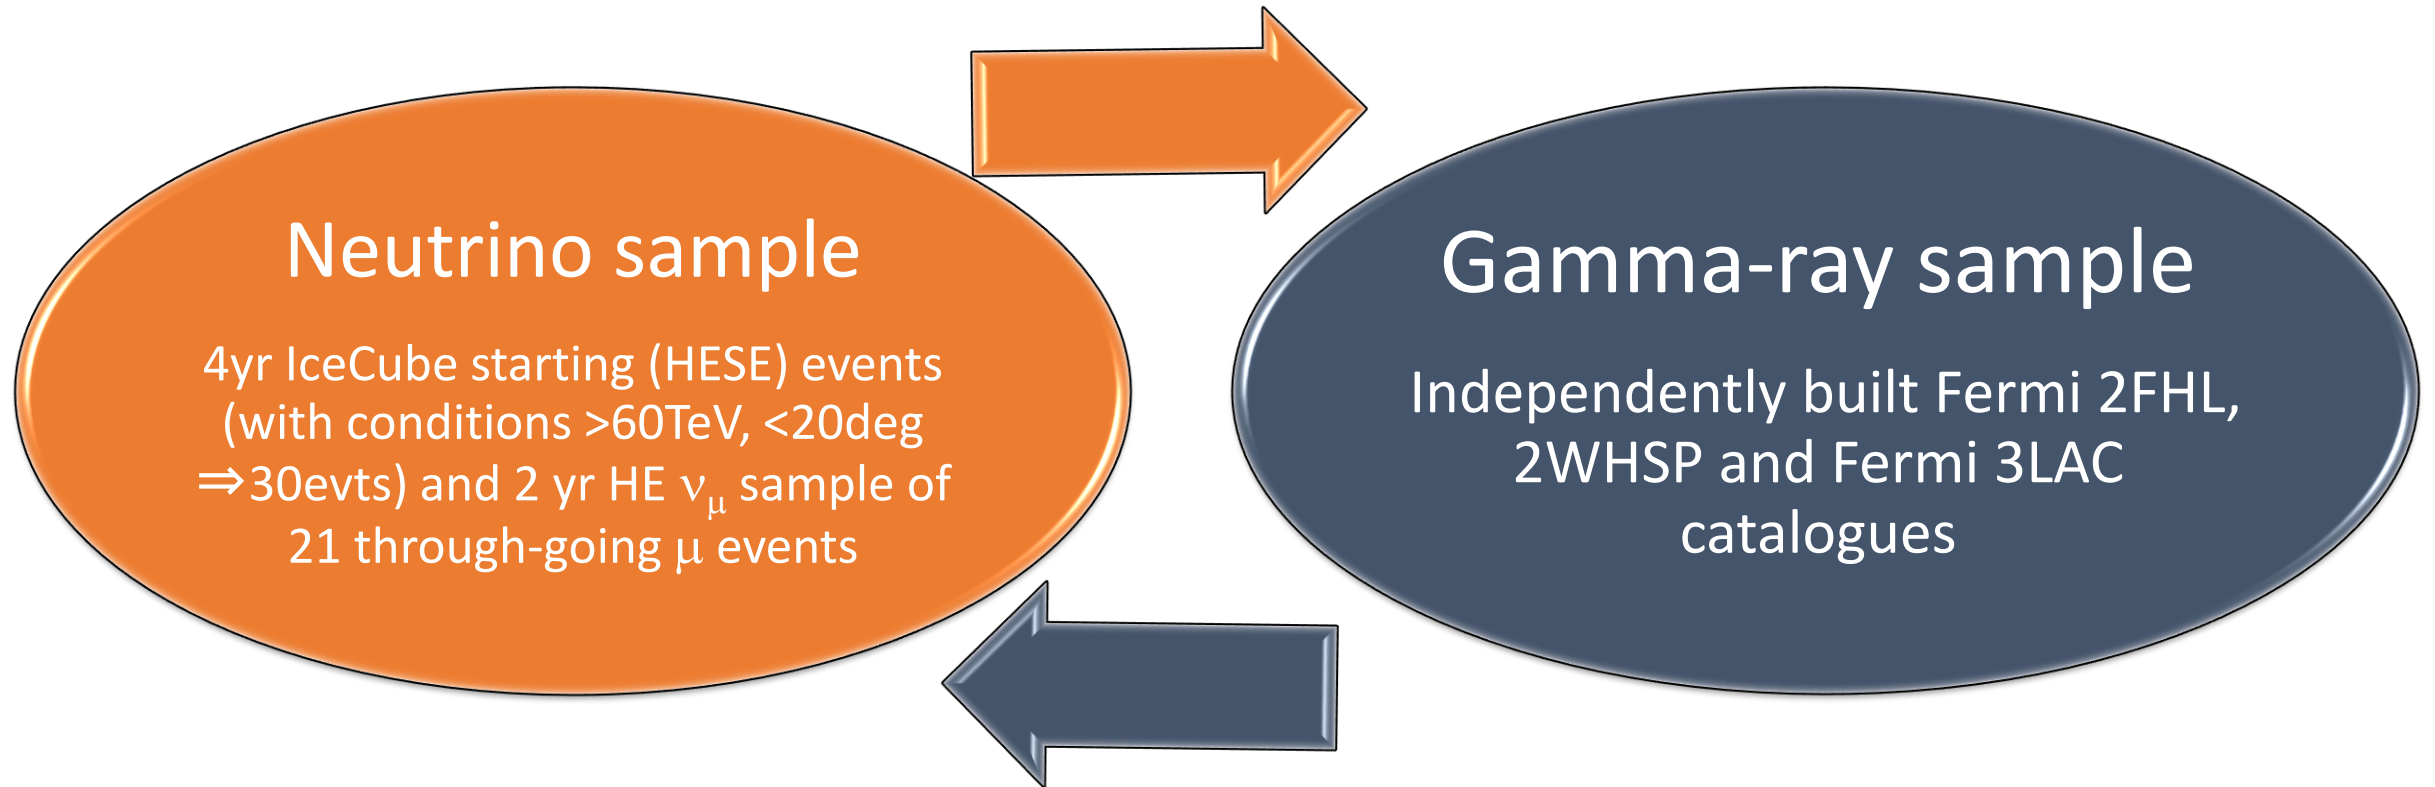 Neutrino sample
4yr IceCube starting (HESE) events
(with conditions >60TeV, <20deg
⇒30evts) and 2 yr HE νμ sample of
21 through-going μ events
Gamma-ray sample
Independently built Fermi 2FHL,
2WHSP and Fermi 3LAC
catalogues